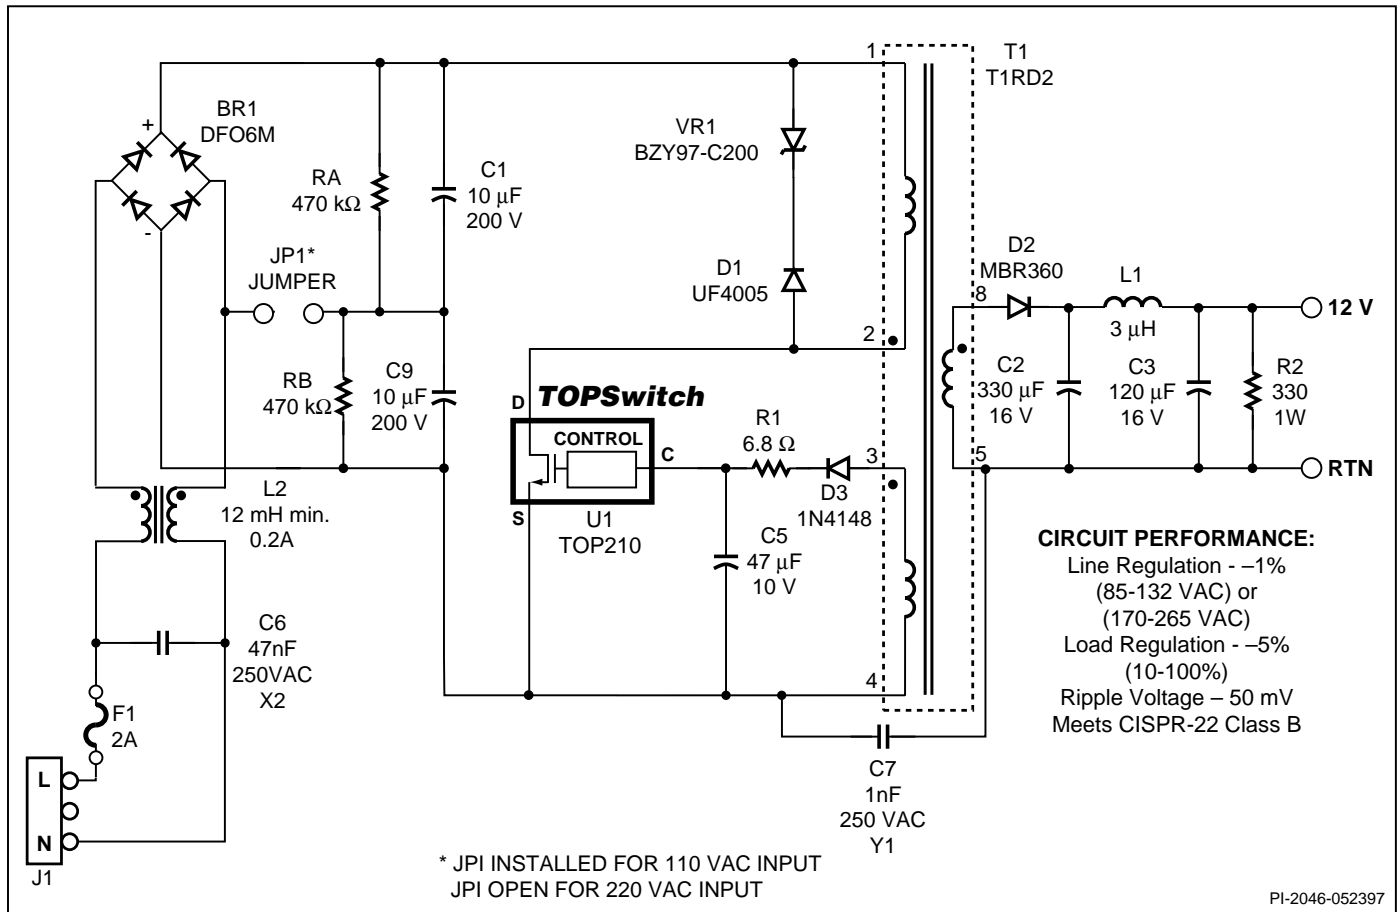 1
T1
T1RD2
BR1
DFO6M
+
-
VR1
BZY97-C200
RA
470 kΩ
C1
10 µF
200 V
JP1*
JUMPER
D1
UF4005
D2
MBR360
L1
3 µH
8
12 V
2
RB
470 kΩ
C9
10 µF
200 V
TOPSwitch
D
CONTROL
C
S
U1
TOP210
R1
6.8 Ω
3
D3
1N4148
C2
330 µF
16 V
C3
120 µF
16 V
R2
330
1W
5
RTN
L2
12 mH min.
0.2A
C5
47 µF
10 V
4
CIRCUIT PERFORMANCE:
Line Regulation - –1%
(85-132 VAC) or
(170-265 VAC)
Load Regulation - –5%
(10-100%)
Ripple Voltage – 50 mV
Meets CISPR-22 Class B
C6
47nF
250VAC
X2
F1
2A
L
N
J1
C7
1nF
250 VAC
Y1
* JPI INSTALLED FOR 110 VAC INPUT
JPI OPEN FOR 220 VAC INPUT
PI-2046-052397